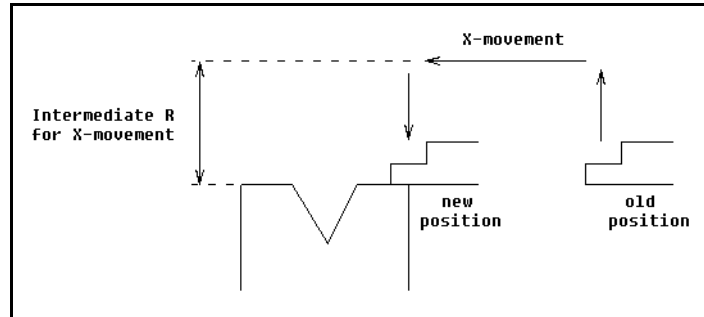 X-movement
Intermediate R
for X-movement
new
position
old
position